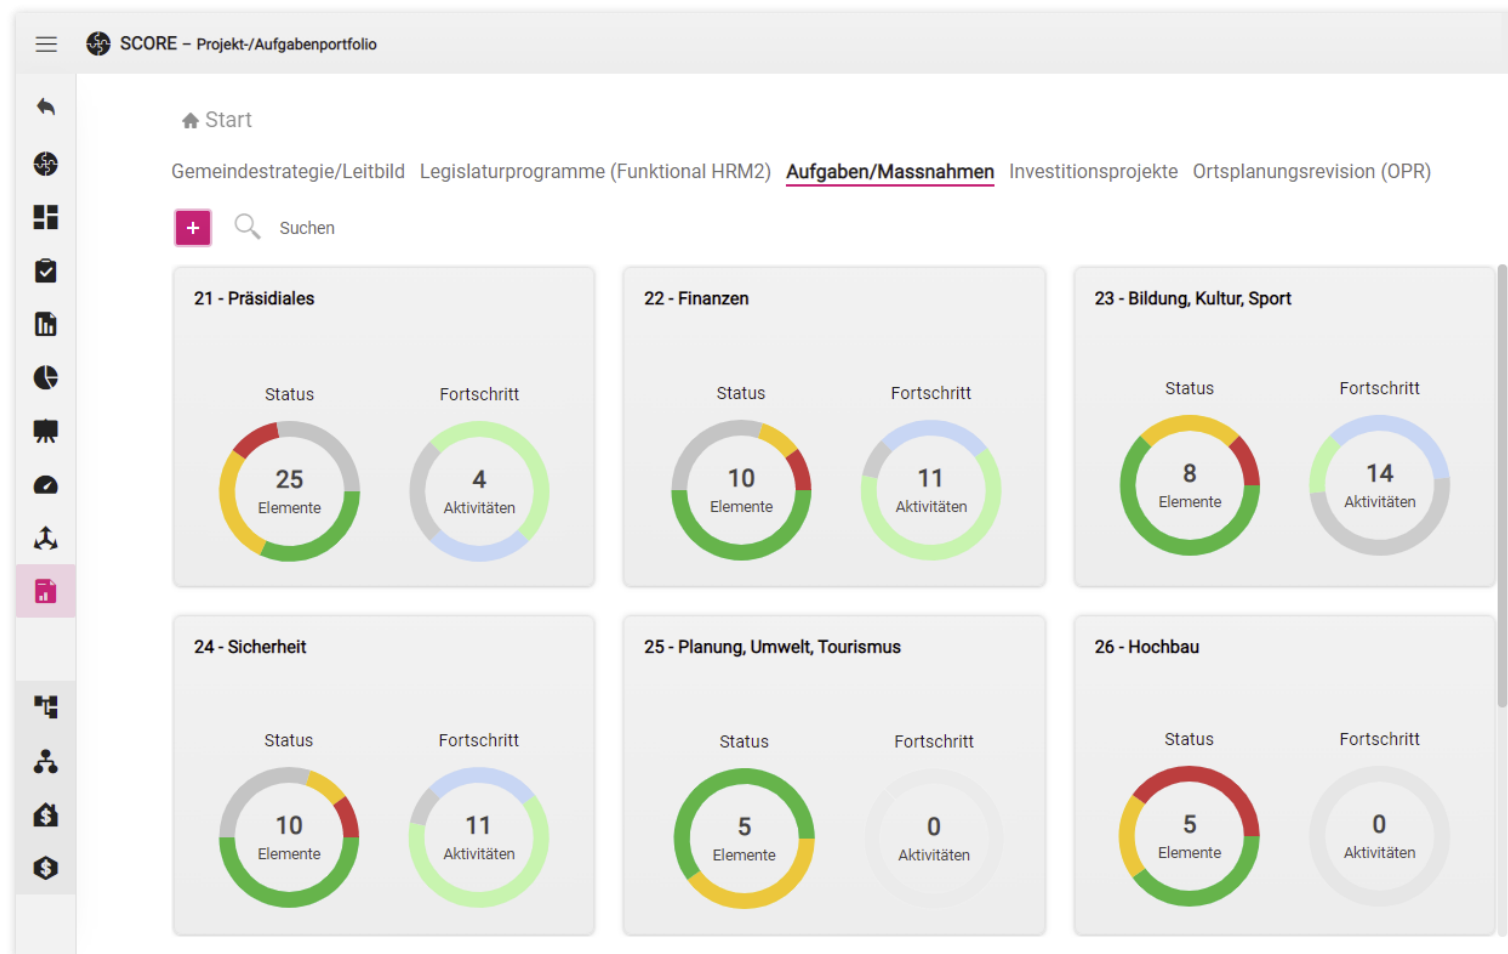 SCORE – Projekt-/Aufgabenportfolio
Start
Gemeindestrategie/Leitbild Legislaturprogramme (Funktional HRM2) Aufgaben/Massnahmen Investitionsprojekte Ortsplanungsrevision (OPR)
+ Suchen
21 - Präsidiales
Status Fortschritt
25 4
Elemente Aktivitäten
22 - Finanzen
Status Fortschritt
10 11
Elemente Aktivitäten
23 - Bildung, Kultur, Sport
Status Fortschritt
8 14
Elemente Aktivitäten
24 - Sicherheit
Status Fortschritt
10 11
Elemente Aktivitäten
25 - Planung, Umwelt, Tourismus
Status Fortschritt
5 0
Elemente Aktivitäten
26 - Hochbau
Status Fortschritt
5 0
Elemente Aktivitäten